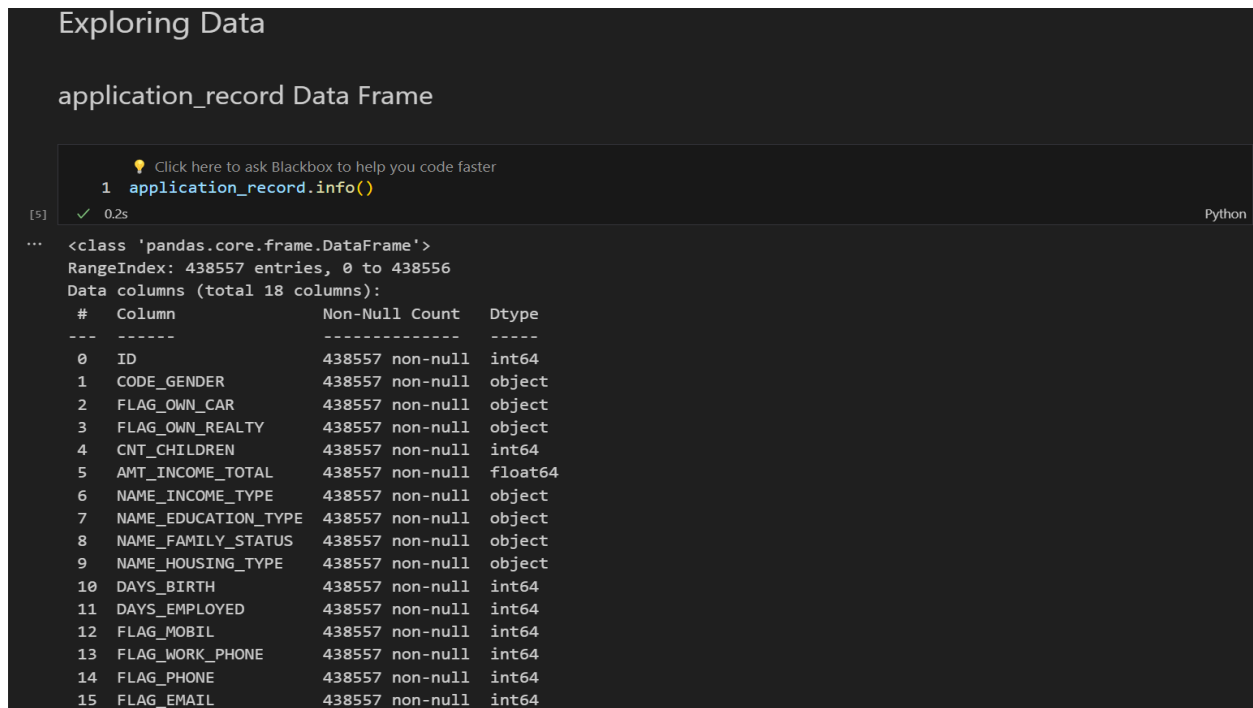 Exploring Data
application_record Data Frame
Click here to ask Blackbox to help you code faster
1 application_record.info()
[5] ✓ 0.2s Python
... <class 'pandas.core.frame.DataFrame'>
RangeIndex: 438557 entries, 0 to 438556
Data columns (total 18 columns):
 #   Column               Non-Null Count   Dtype
---  ------               --------------   -----
 0   ID                   438557 non-null  int64
 1   CODE_GENDER          438557 non-null  object
 2   FLAG_OWN_CAR         438557 non-null  object
 3   FLAG_OWN_REALTY      438557 non-null  object
 4   CNT_CHILDREN         438557 non-null  int64
 5   AMT_INCOME_TOTAL     438557 non-null  float64
 6   NAME_INCOME_TYPE     438557 non-null  object
 7   NAME_EDUCATION_TYPE  438557 non-null  object
 8   NAME_FAMILY_STATUS   438557 non-null  object
 9   NAME_HOUSING_TYPE    438557 non-null  object
 10  DAYS_BIRTH           438557 non-null  int64
 11  DAYS_EMPLOYED        438557 non-null  int64
 12  FLAG_MOBIL           438557 non-null  int64
 13  FLAG_WORK_PHONE      438557 non-null  int64
 14  FLAG_PHONE           438557 non-null  int64
 15  FLAG_EMAIL           438557 non-null  int64